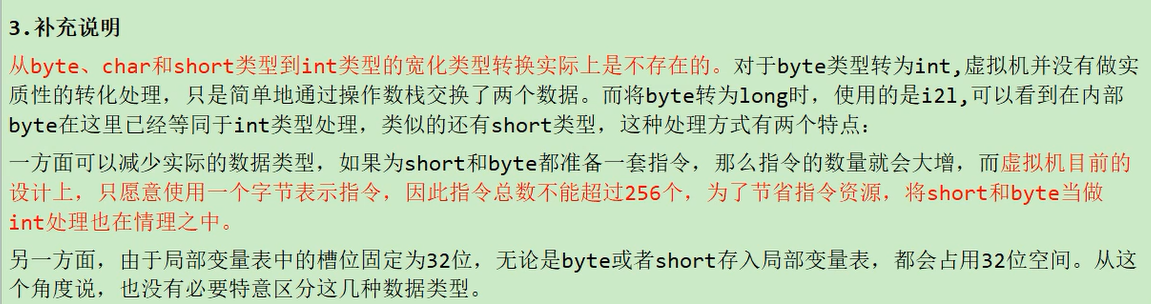 3.补充说明
从byte、char和short类型到int类型的宽化类型转换实际上是不存在的。对于byte类型转为int,虚拟机并没有做实
质性的转化处理，只是简单地通过操作数栈交换了两个数据。而将byte转为long时，使用的是i2l,可以看到在内部
byte在这里已经等同于int类型处理，类似的还有short类型，这种处理方式有两个特点：
一方面可以减少实际的数据类型，如果为short和byte都准备一套指令，那么指令的数量就会大增，而虚拟机目前的
设计上，只愿意使用一个字节表示指令，因此指令总数不能超过256个，为了节省指令资源，将short和byte当做
int处理也在情理之中。
另一方面，由于局部变量表中的槽位固定为32位，无论是byte或者short存入局部变量表，都会占用32位空间。从这
个角度说，也没有必要特意区分这几种数据类型。